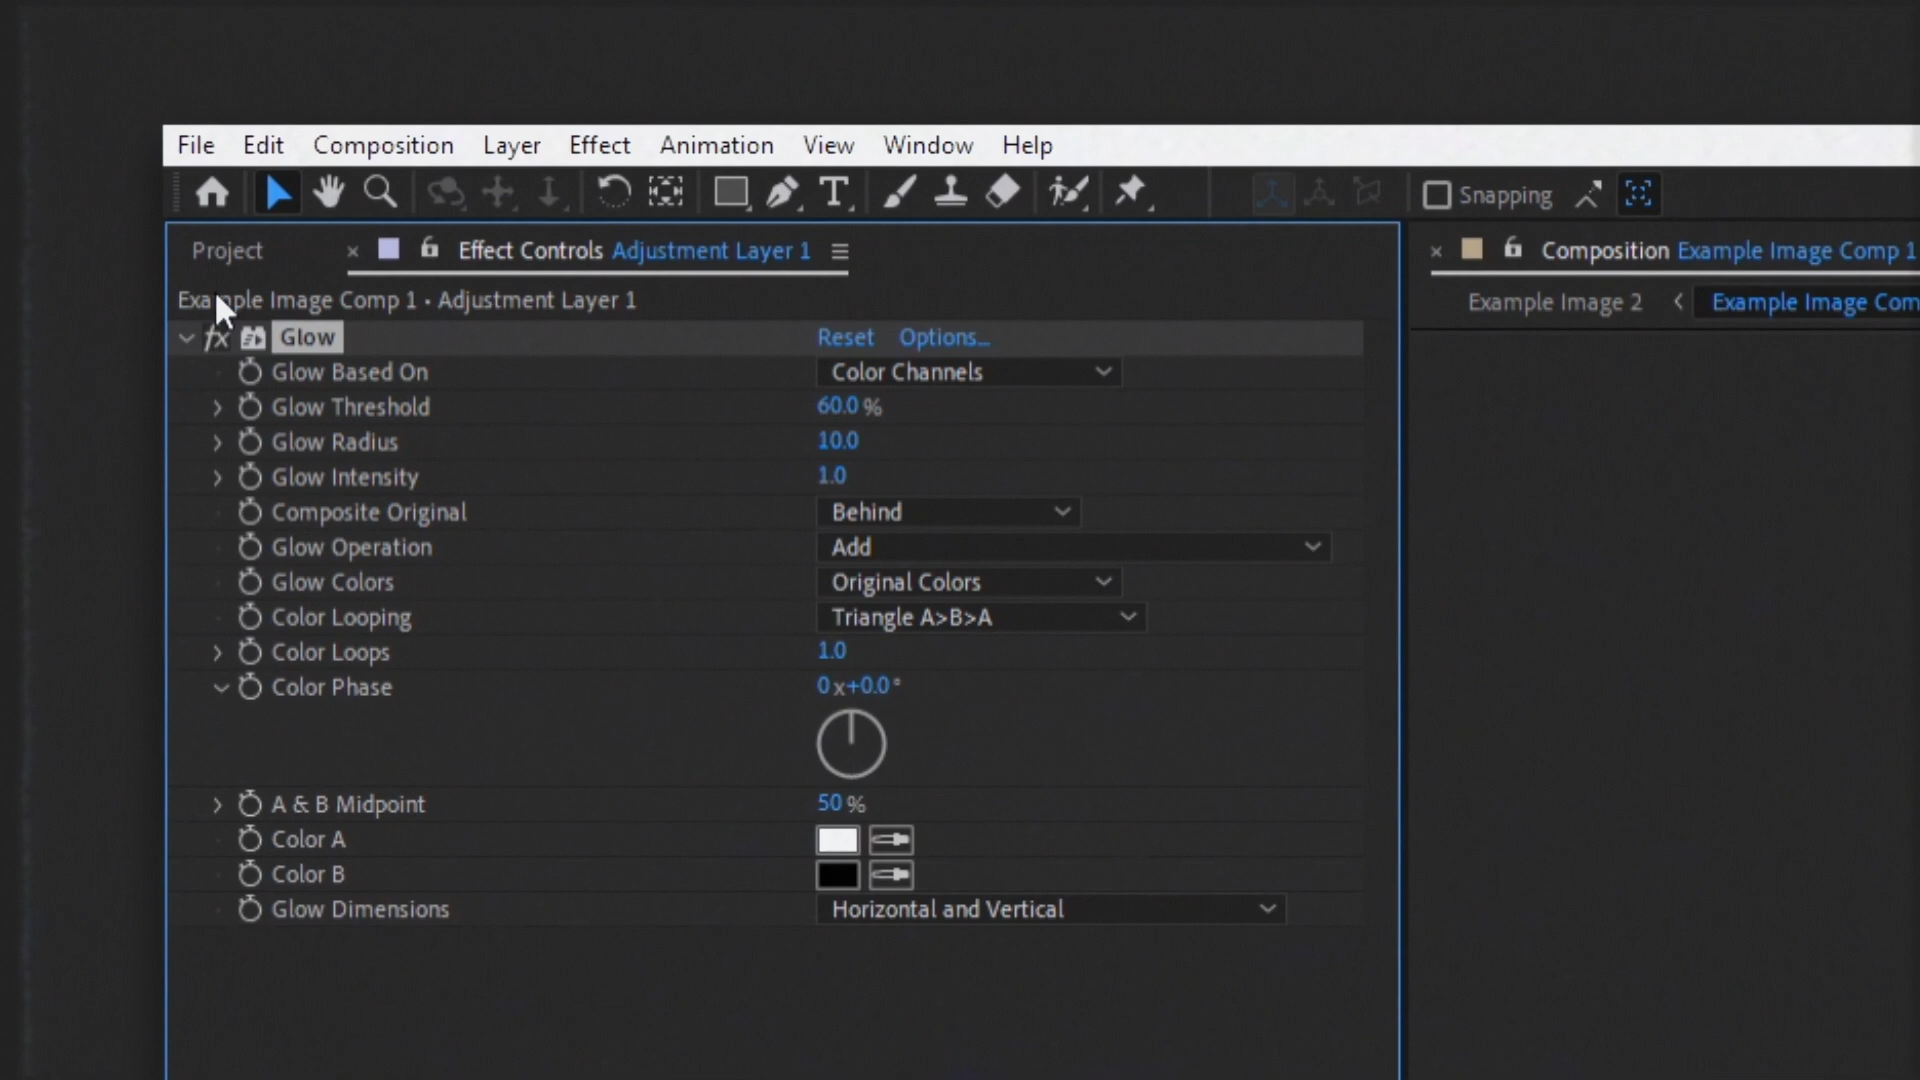 File Edit Composition Layer Effect Animation View Window Help
Snapping
Project × Effect Controls Adjustment Layer 1 × Composition Example Image Comp 1
Example Image Comp 1 • Adjustment Layer 1
Example Image 2 < Example Image Com
fx Glow Reset Options...
Glow Based On Color Channels
Glow Threshold 60.0 %
Glow Radius 10.0
Glow Intensity 1.0
Composite Original Behind
Glow Operation Add
Glow Colors Original Colors
Color Looping Triangle A>B>A
Color Loops 1.0
Color Phase 0 x+0.0 °
A & B Midpoint 50 %
Color A
Color B
Glow Dimensions Horizontal and Vertical